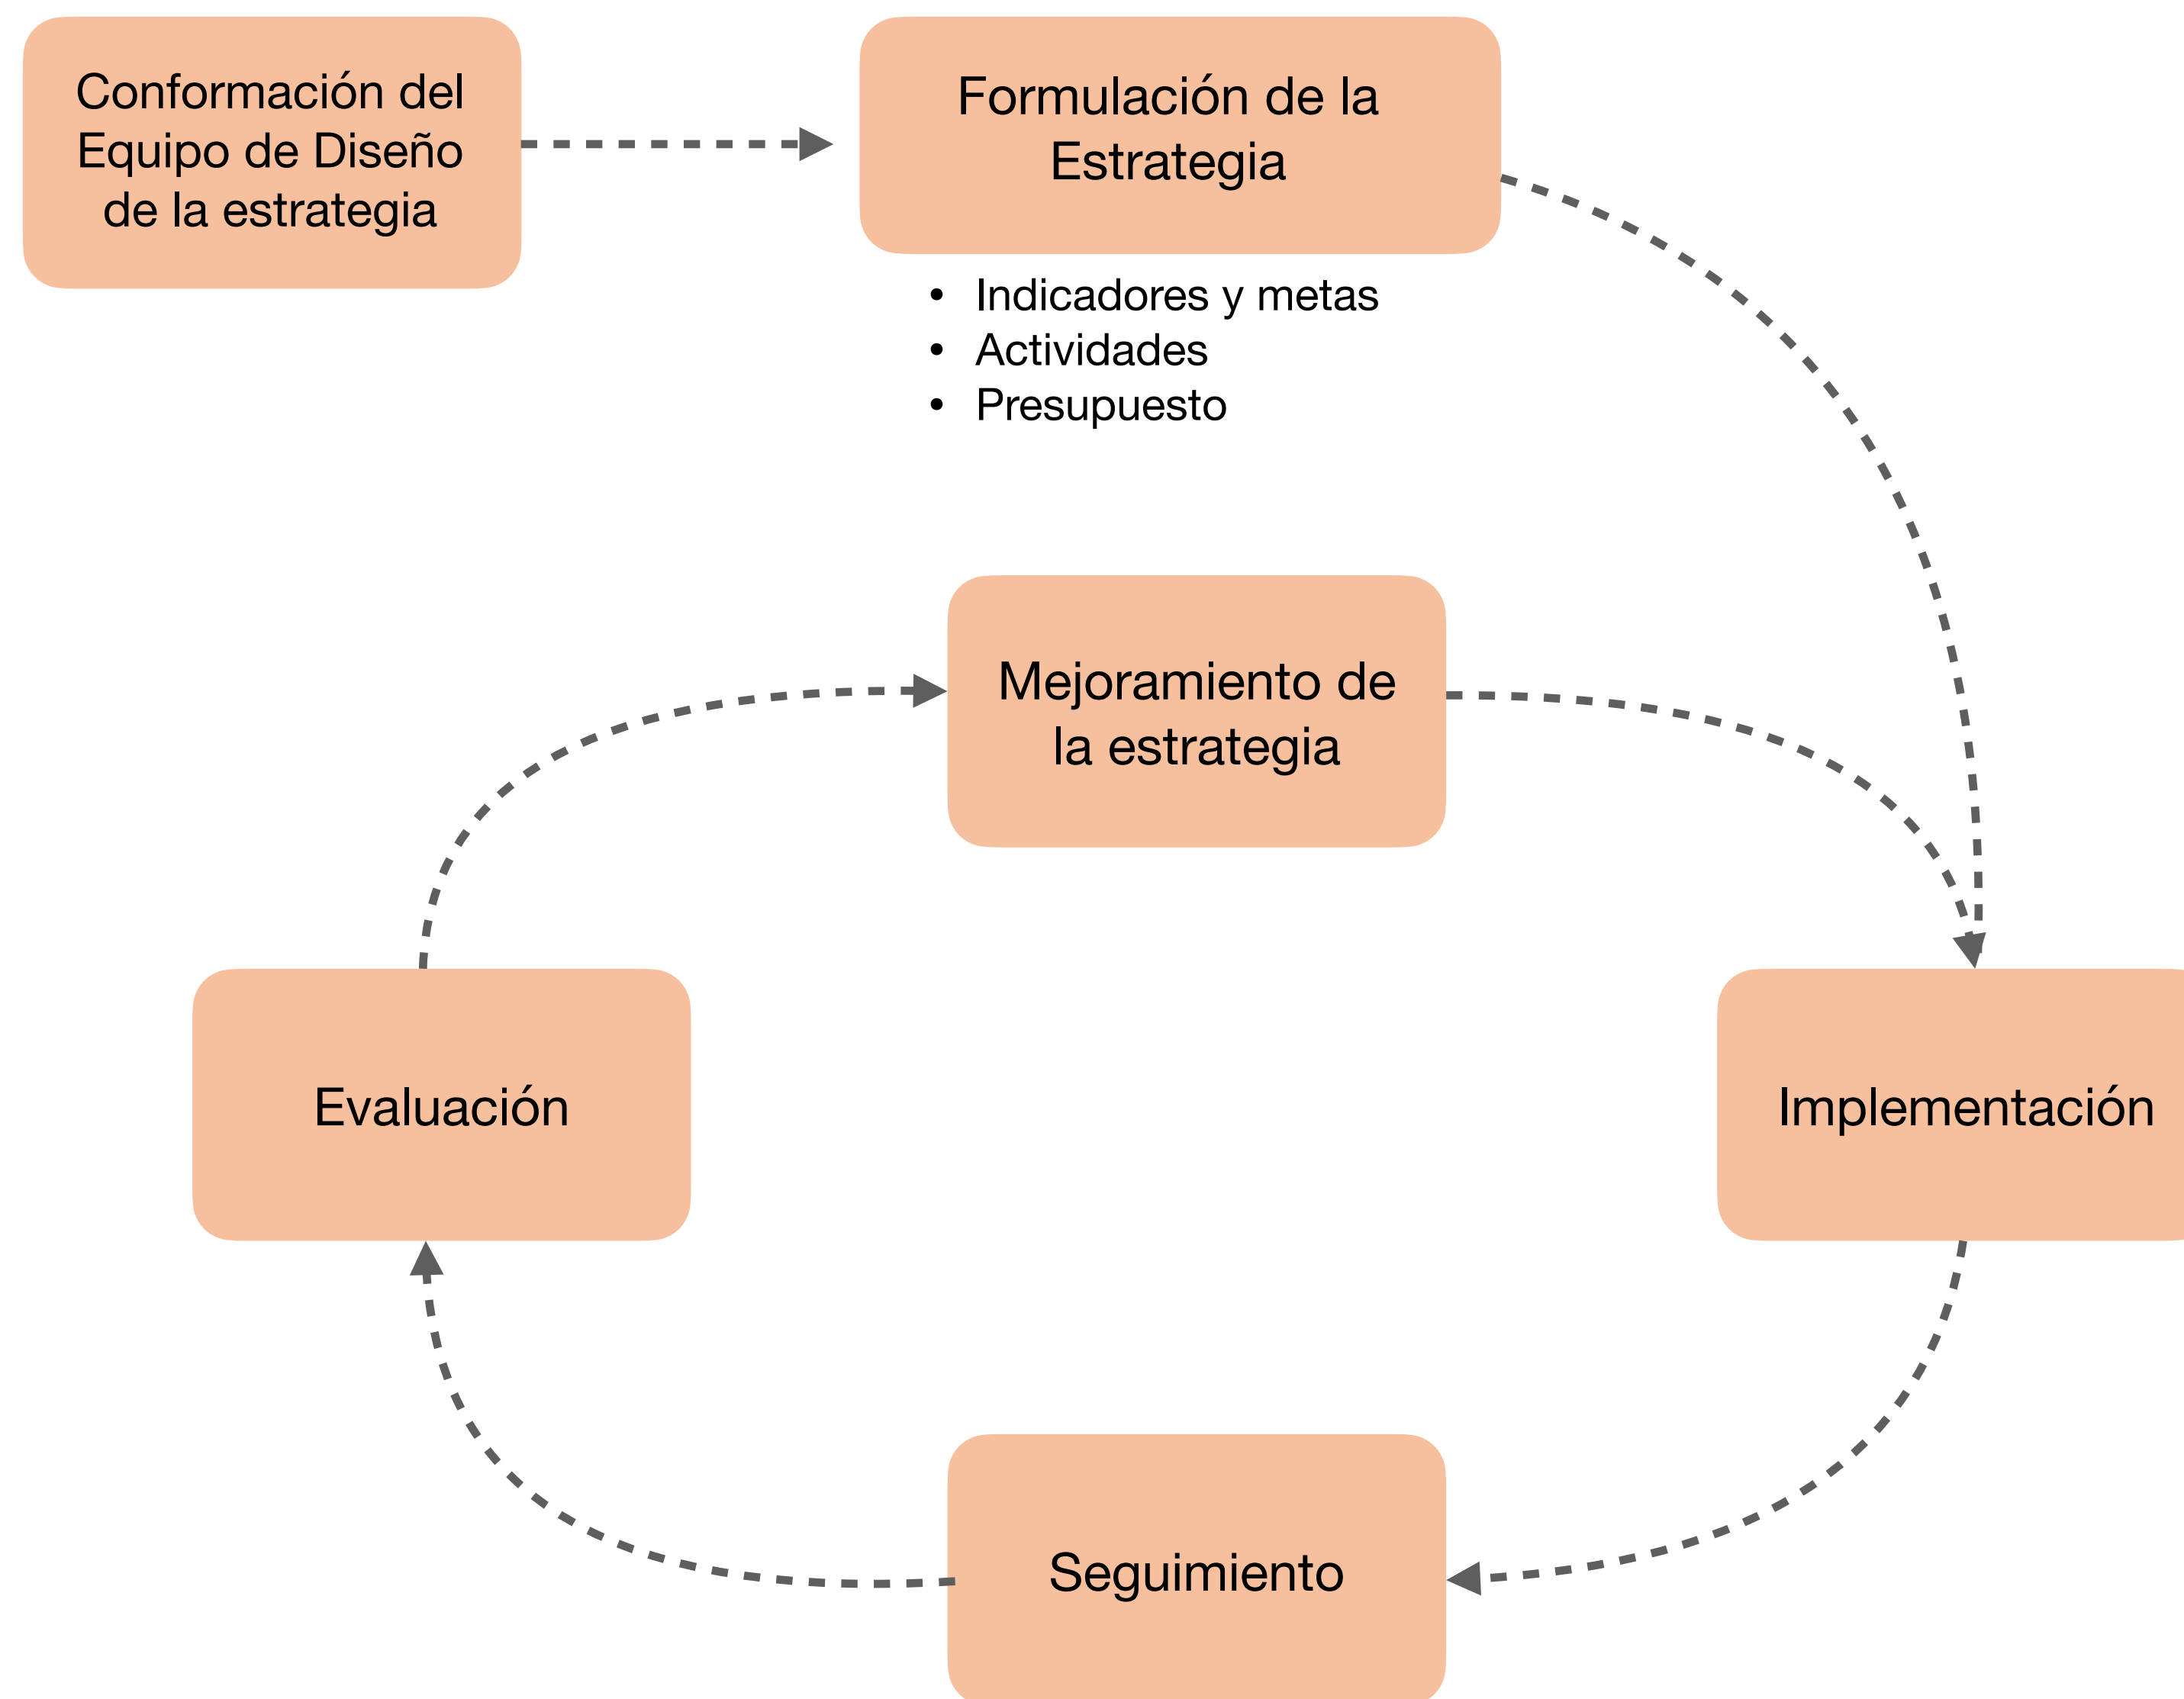 Conformación del
Equipo de Diseño
de la estrategia
Formulación de la
Estrategia
• Indicadores y metas
• Actividades
• Presupuesto
Mejoramiento de
la estrategia
Evaluación
Implementación
Seguimiento